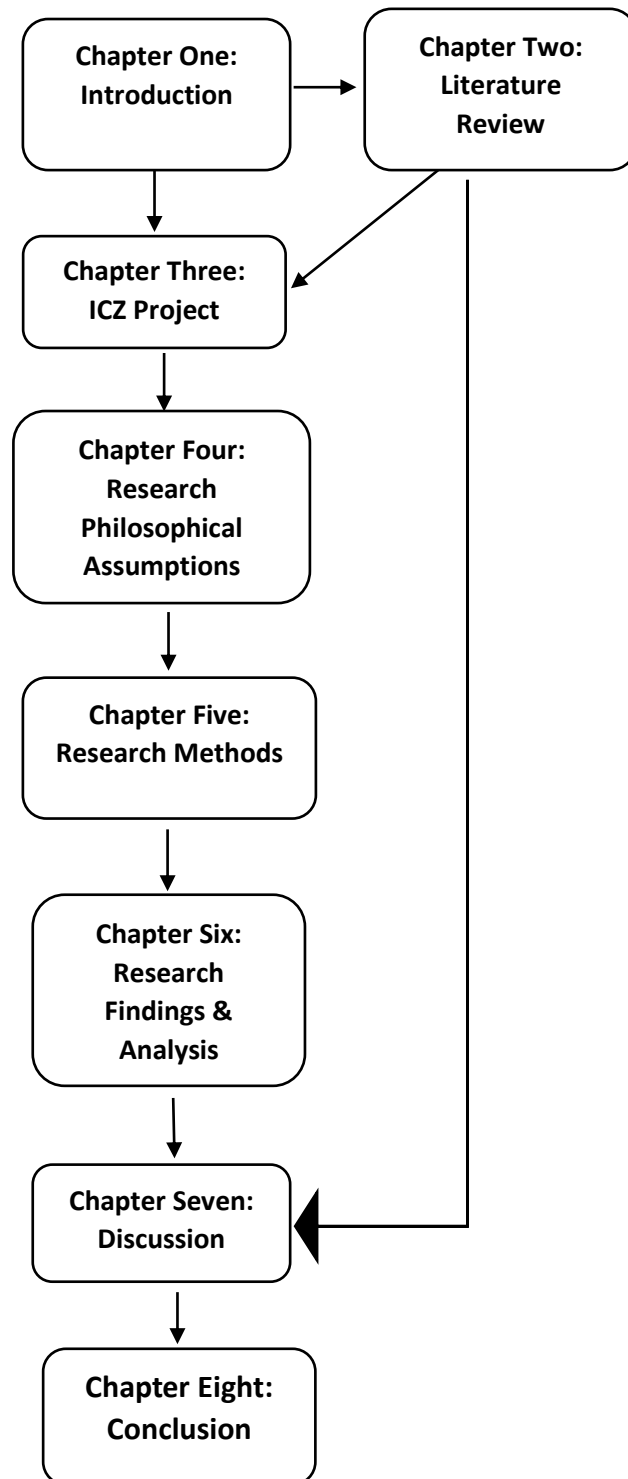 Chapter One:
Introduction
Chapter Two:
Literature
Review
Chapter Three:
ICZ Project
Chapter Four:
Research
Philosophical
Assumptions
Chapter Five:
Research Methods
Chapter Six:
Research
Findings &
Analysis
Chapter Seven:
Discussion
Chapter Eight:
Conclusion